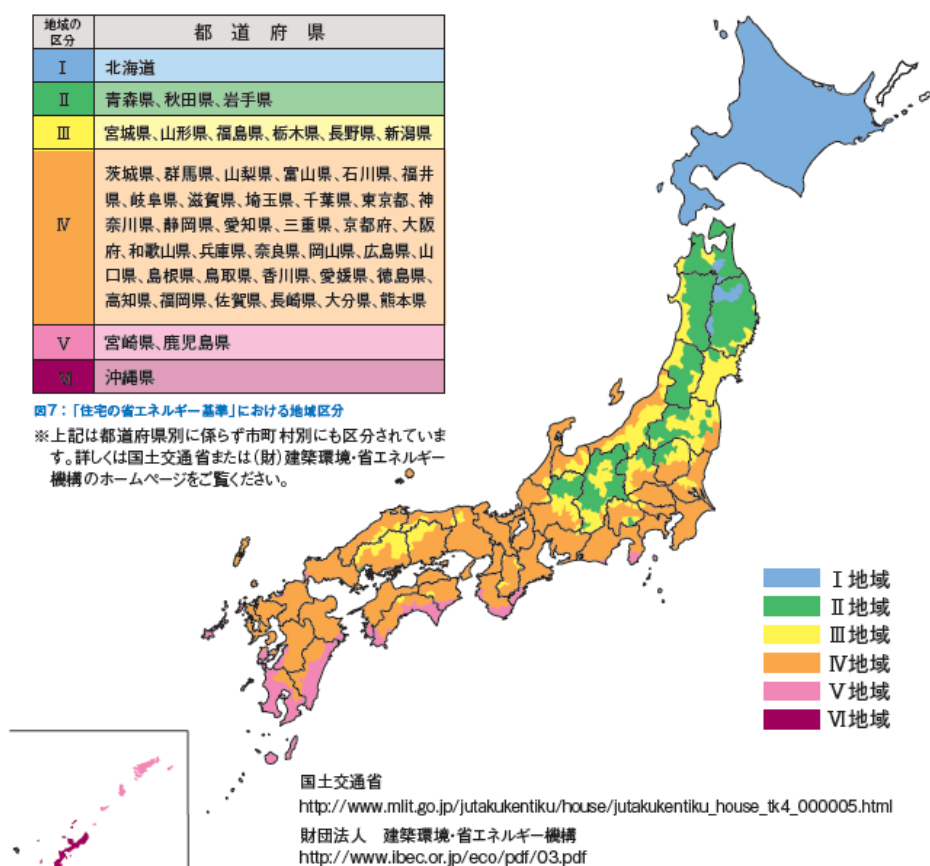 地域の
区分
都道府県
Ⅰ
北海道
Ⅱ
青森県、秋田県、岩手県
Ⅲ
宮城県、山形県、福島県、栃木県、長野県、新潟県
Ⅳ
茨城県、群馬県、山梨県、富山県、石川県、福井
県、岐阜県、滋賀県、埼玉県、千葉県、東京都、神
奈川県、静岡県、愛知県、三重県、京都府、大阪
府、和歌山県、兵庫県、奈良県、岡山県、広島県、山
口県、島根県、鳥取県、香川県、愛媛県、徳島県、
高知県、福岡県、佐賀県、長崎県、大分県、熊本県
Ⅴ
宮崎県、鹿児島県
Ⅵ
沖縄県
図7：「住宅の省エネルギー基準」における地域区分
※上記は都道府県別に係らず市町村別にも区分されていま
す。詳しくは国土交通省または(財)建築環境・省エネルギー
機構のホームページをご覧ください。
Ⅰ地域
Ⅱ地域
Ⅲ地域
Ⅳ地域
Ⅴ地域
Ⅵ地域
国土交通省
http://www.mlit.go.jp/jutakukentiku/house/jutakukentiku_house_tk4_000005.html
財団法人　建築環境・省エネルギー機構
http://www.ibec.or.jp/eco/pdf/03.pdf